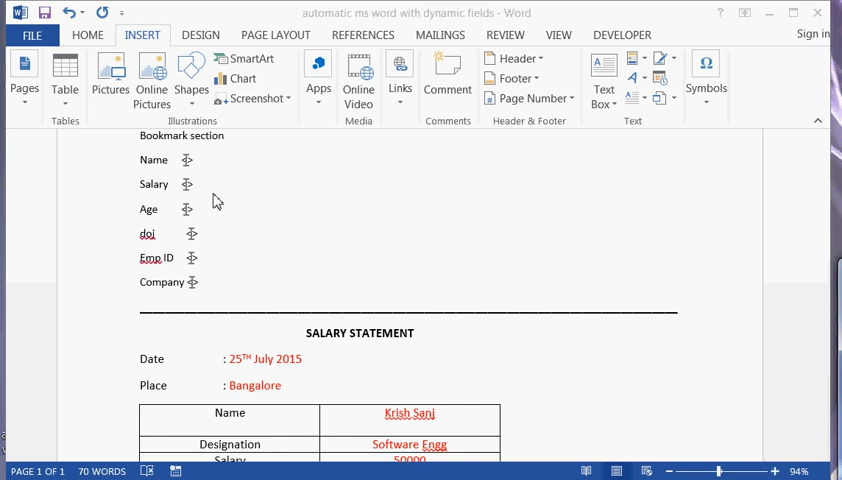 automatic ms word with dynamic fields - Word
Sign in
FILE HOME INSERT DESIGN PAGE LAYOUT REFERENCES MAILINGS REVIEW VIEW DEVELOPER
Pages Table Pictures Online Pictures Shapes SmartArt Chart Screenshot Apps Online Video Links Comment Header Footer Page Number Text Box Symbols
Tables Illustrations Media Comments Header & Footer Text
Bookmark section
Name
Salary
Age
doj
Emp ID
Company
SALARY STATEMENT
Date : 25TH July 2015
Place : Bangalore
Name Krish Sanj
Designation Software Engg
Salary 50000
PAGE 1 OF 1 70 WORDS 94%